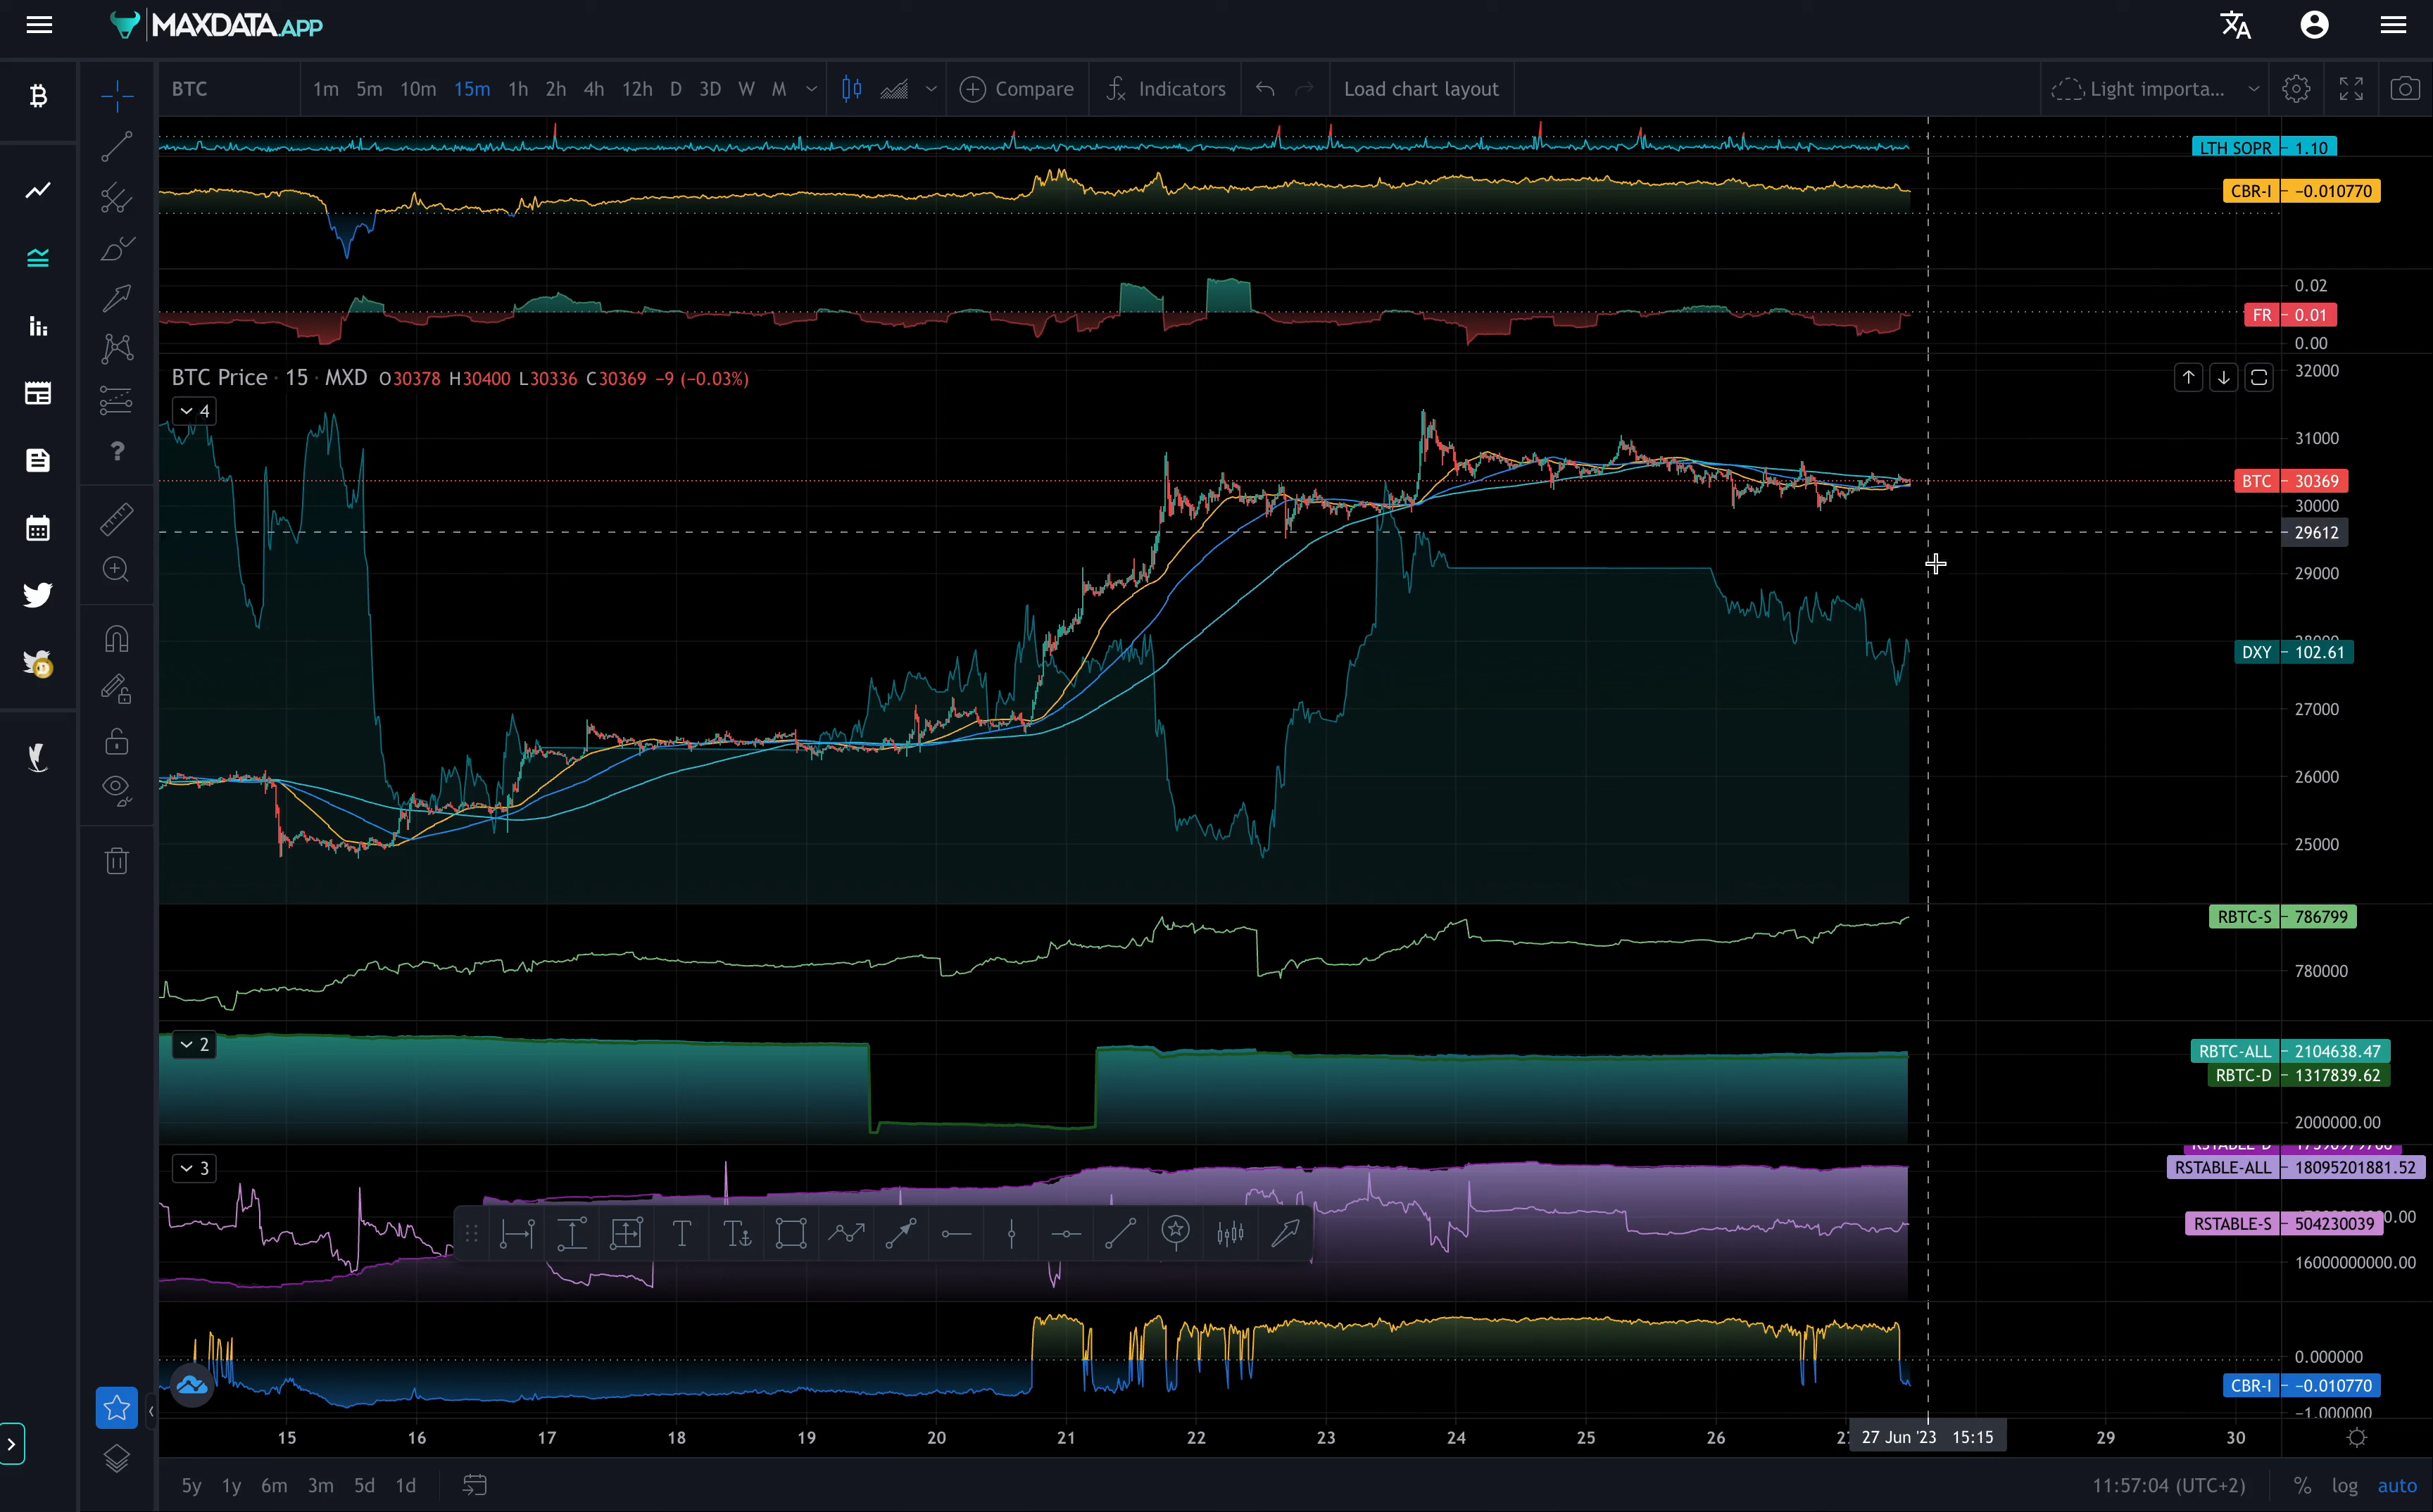 MAXDATA.APP
BTC 1m 5m 10m 15m 1h 2h 4h 12h D 3D W M Compare Indicators Load chart layout Light importa...
LTH SOPR 1.10
CBR-I −0.010770
0.02
FR 0.01
0.00
BTC Price · 15 · MXD O30378 H30400 L30336 C30369 −9 (−0.03%)
32000
4
31000
BTC 30369
30000
29612
29000
DXY 102.61
27000
26000
25000
RBTC-S 786799
780000
2
RBTC-ALL 2104638.47
RBTC-D 1317839.62
2000000.00
3
RSTABLE-ALL 18095201881.52
RSTABLE-S 504230039
16000000000.00
0.000000
CBR-I −0.010770
−1.000000
15 16 17 18 19 20 21 22 23 24 25 26 27 Jun '23 15:15 29 30
5y 1y 6m 3m 5d 1d 11:57:04 (UTC+2) % log auto